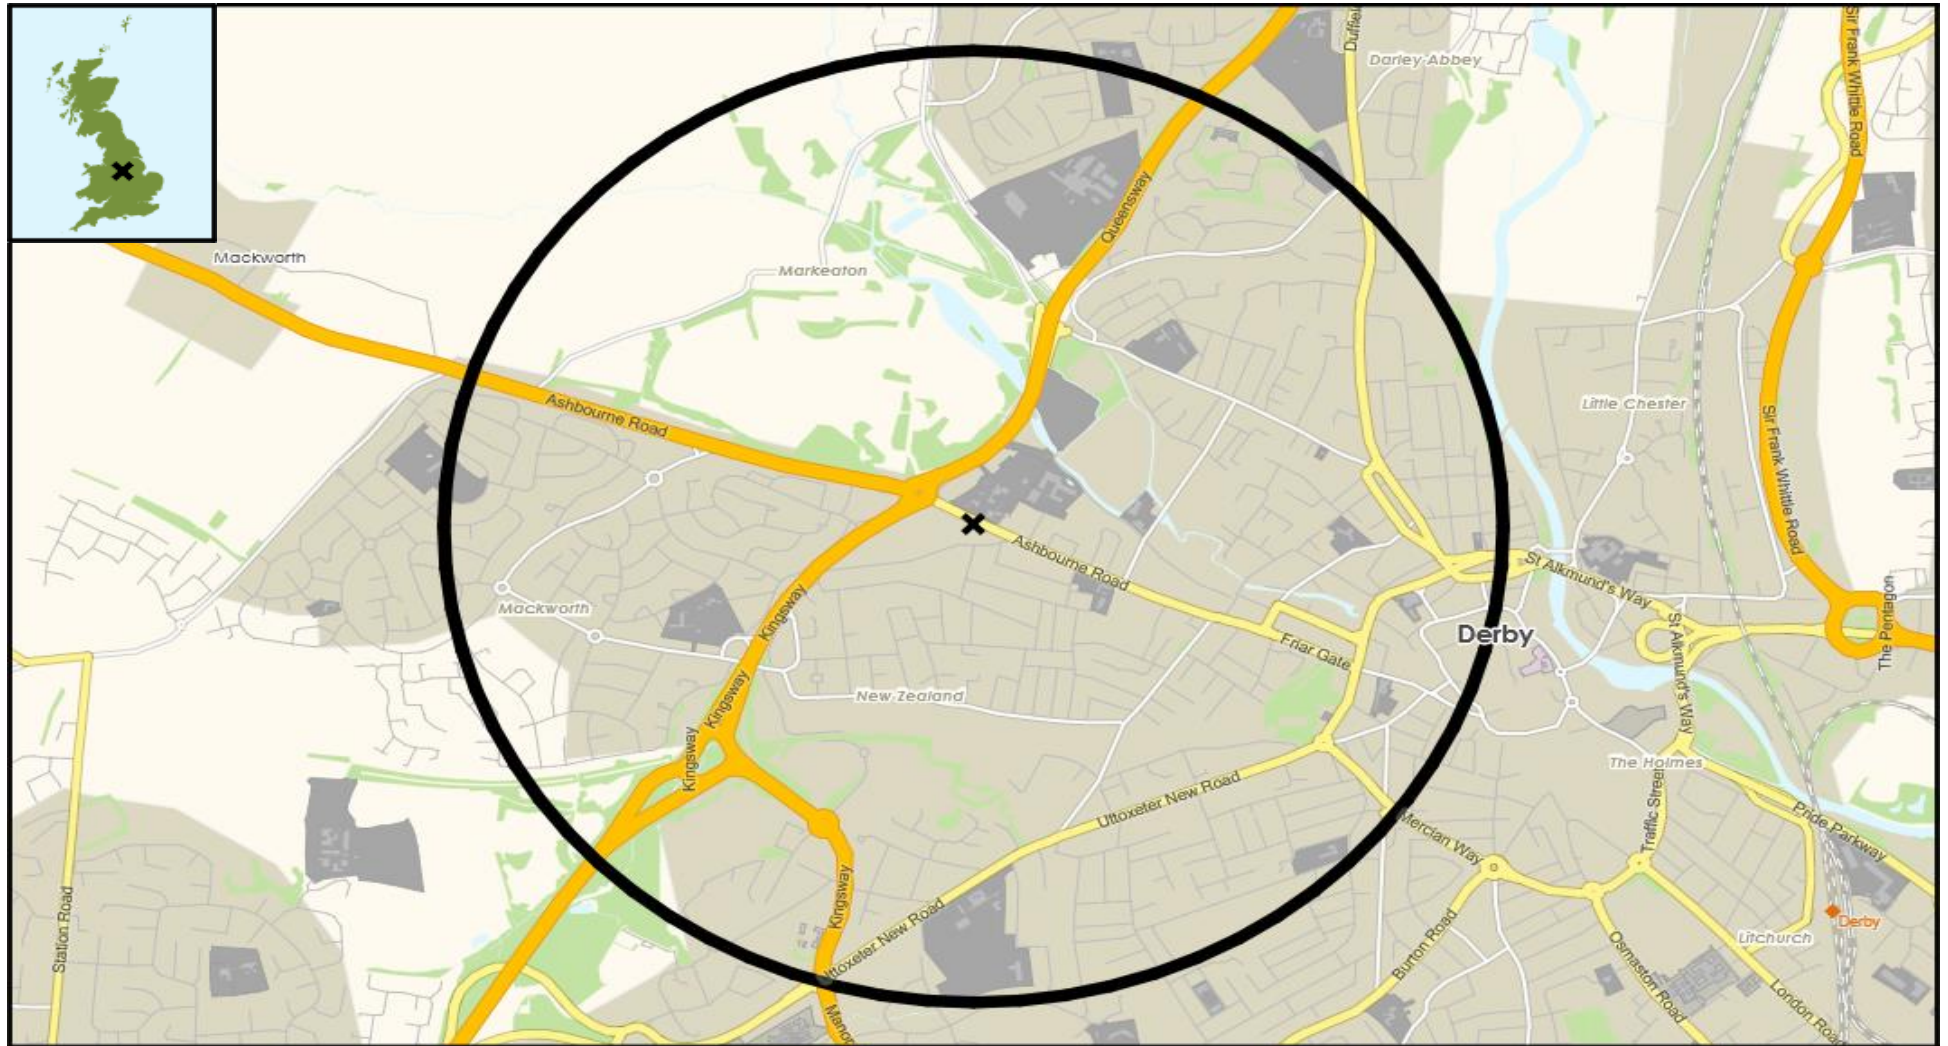 Duffiel
Sir Frank Whittle Road
Darley Abbey
Queensway
Mackworth
Markeaton
Ashbourne Road
Little Chester
Sir Frank Whittle Road
Ashbourne Road
St Alkmund's Way
Mackworth
Kingsway
The Pentagon
Derby
Friar Gate
St Alkmund's Way
Kingsway
New Zealand
Kingsway
The Holmes
Uttoxeter New Road
Mercian Way
Traffic Street
Pride Parkway
Station Road
Kingsway
Uttoxeter New Road
Burton Road
Derby
Litchurch
Osmaston Road
London Road
Manor